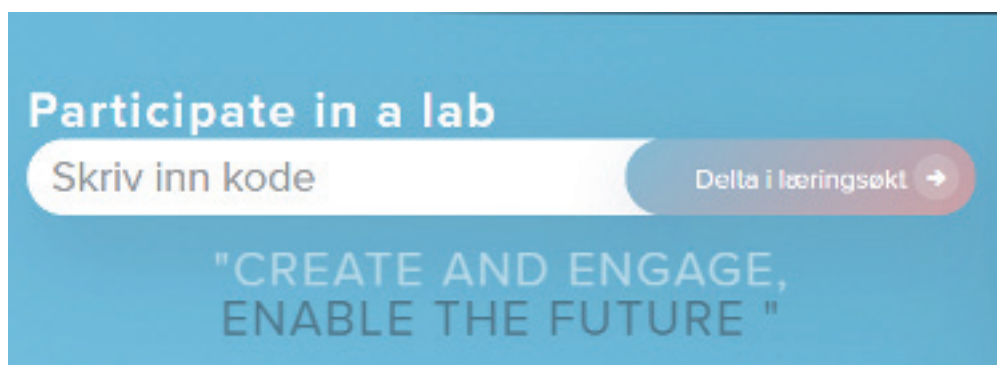 Participate in a lab
Skriv inn kode
Delta i læringsøkt
"CREATE AND ENGAGE,
ENABLE THE FUTURE "